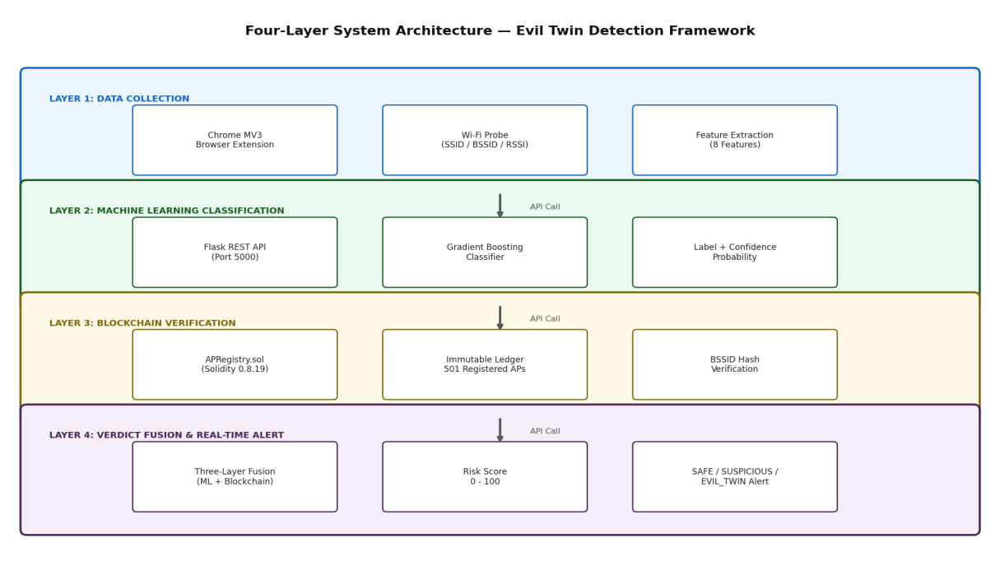 Four-Layer System Architecture — Evil Twin Detection Framework
LAYER 1: DATA COLLECTION
Chrome MV3
Browser Extension
Wi-Fi Probe
(SSID / BSSID / RSSI)
Feature Extraction
(8 Features)
API Call
LAYER 2: MACHINE LEARNING CLASSIFICATION
Flask REST API
(Port 5000)
Gradient Boosting
Classifier
Label + Confidence
Probability
API Call
LAYER 3: BLOCKCHAIN VERIFICATION
APRegistry.sol
(Solidity 0.8.19)
Immutable Ledger
501 Registered APs
BSSID Hash
Verification
API Call
LAYER 4: VERDICT FUSION & REAL-TIME ALERT
Three-Layer Fusion
(ML + Blockchain)
Risk Score
0 - 100
SAFE / SUSPICIOUS /
EVIL_TWIN Alert